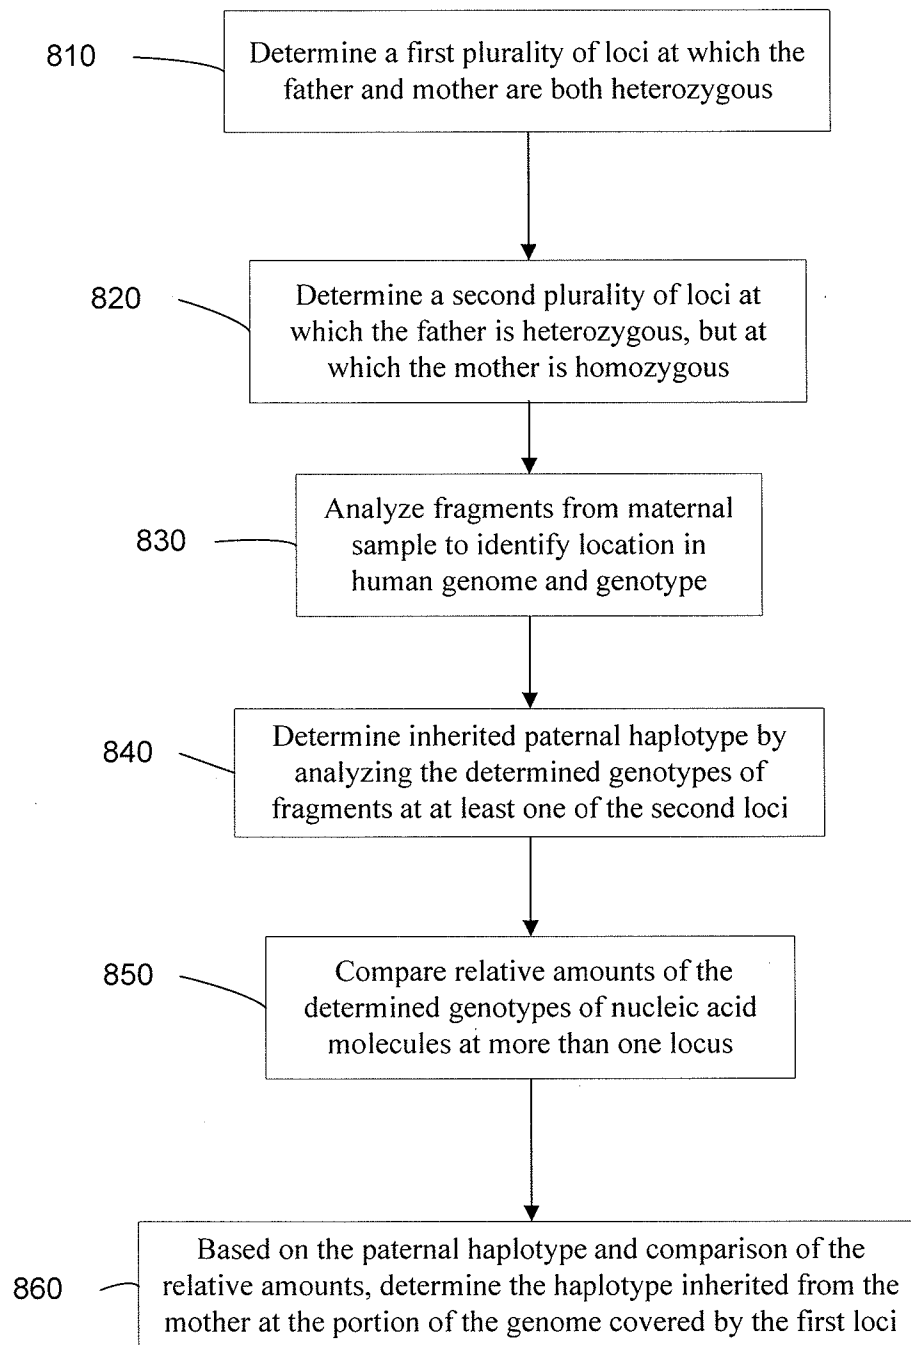 810
Determine a first plurality of loci at which the
father and mother are both heterozygous
820
Determine a second plurality of loci at
which the father is heterozygous, but at
which the mother is homozygous
830
Analyze fragments from maternal
sample to identify location in
human genome and genotype
840
Determine inherited paternal haplotype by
analyzing the determined genotypes of
fragments at at least one of the second loci
850
Compare relative amounts of the
determined genotypes of nucleic acid
molecules at more than one locus
860
Based on the paternal haplotype and comparison of the
relative amounts, determine the haplotype inherited from the
mother at the portion of the genome covered by the first loci